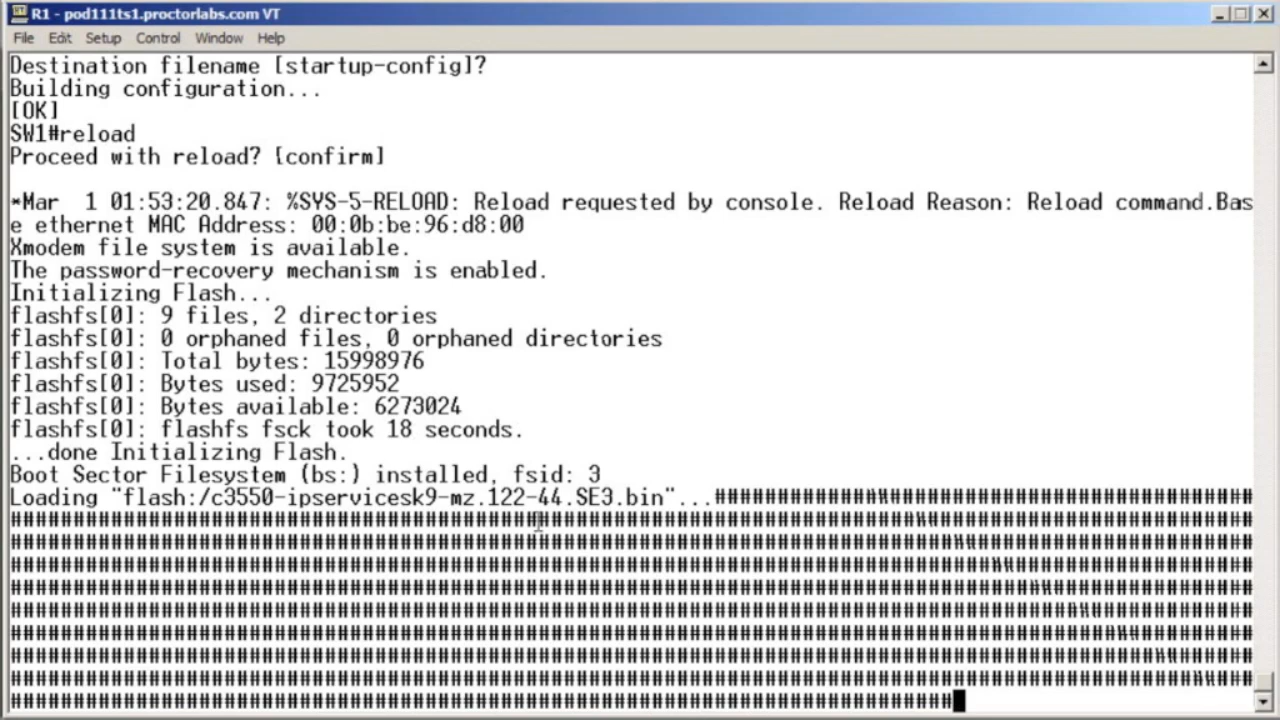 R1 - pod111ts1.proctorlabs.com VT
File Edit Setup Control Window Help
Destination filename [startup-config]?
Building configuration...
[OK]
SW1#reload
Proceed with reload? [confirm]
*Mar  1 01:53:20.847: %SYS-5-RELOAD: Reload requested by console. Reload Reason: Reload command.Bas
e ethernet MAC Address: 00:0b:be:96:d8:00
Xmodem file system is available.
The password-recovery mechanism is enabled.
Initializing Flash...
flashfs[0]: 9 files, 2 directories
flashfs[0]: 0 orphaned files, 0 orphaned directories
flashfs[0]: Total bytes: 15998976
flashfs[0]: Bytes used: 9725952
flashfs[0]: Bytes available: 6273024
flashfs[0]: flashfs fsck took 18 seconds.
...done Initializing Flash.
Boot Sector Filesystem (bs:) installed, fsid: 3
Loading "flash:/c3550-ipservicesk9-mz.122-44.SE3.bin"...###########################################
###################################################################################################
###################################################################################################
###################################################################################################
###################################################################################################
###################################################################################################
###################################################################################################
###################################################################################################
###################################################################################################
###########################################################################